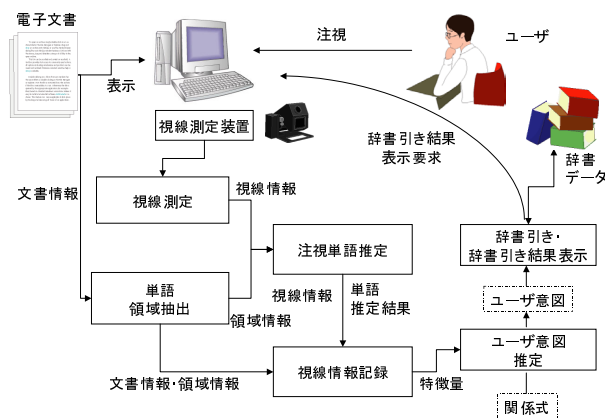 電子文書
注視
ユーザ
表示
視線測定装置
辞書引き結果
表示要求
辞書
データ
文書情報
視線測定
視線情報
注視単語推定
辞書引き・
辞書引き結果表示
単語
領域抽出
領域情報
視線情報
単語
推定結果
ユーザ意図
ユーザ意図
推定
文書情報・領域情報
視線情報記録
特徴量
関係式